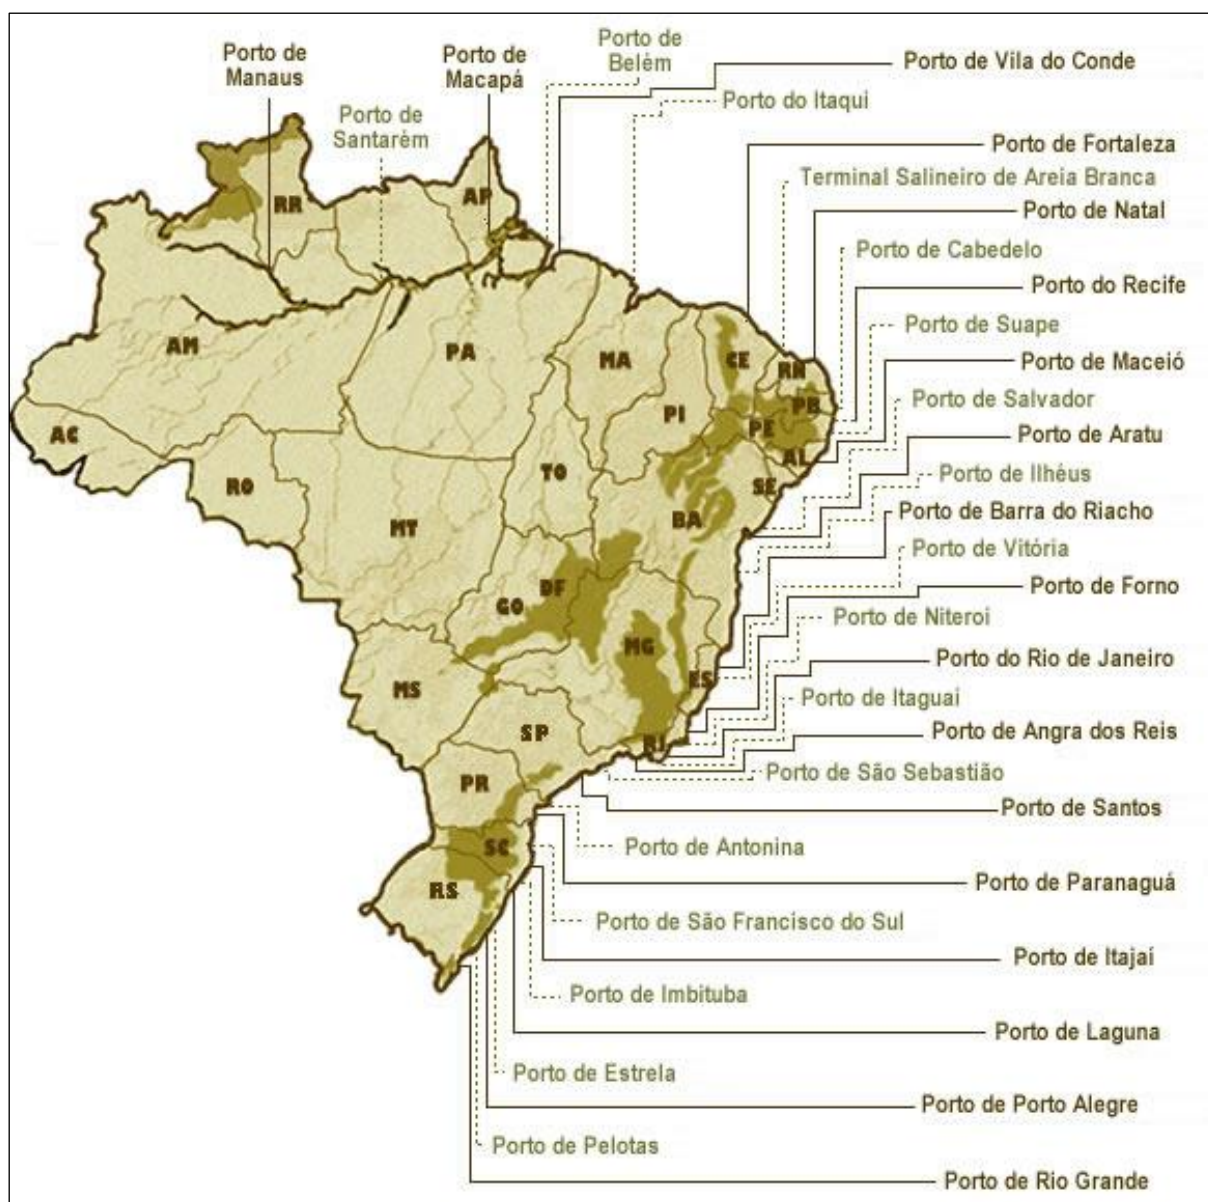 Porto de
Manaus
Porto de
Santarém
Porto de
Macapá
Porto de
Belém
Porto de Vila do Conde
Porto do Itaqui
Porto de Fortaleza
Terminal Salineiro de Areia Branca
Porto de Natal
Porto de Cabedelo
Porto do Recife
Porto de Suape
Porto de Maceió
Porto de Salvador
Porto de Aratu
Porto de Ilhéus
Porto de Barra do Riacho
Porto de Vitória
Porto de Forno
Porto de Niteroi
Porto do Rio de Janeiro
Porto de Itaguaí
Porto de Angra dos Reis
Porto de São Sebastião
Porto de Santos
Porto de Antonina
Porto de Paranaguá
Porto de São Francisco do Sul
Porto de Itajaí
Porto de Imbituba
Porto de Laguna
Porto de Estrela
Porto de Porto Alegre
Porto de Pelotas
Porto de Rio Grande
RR
AP
AM
PA
MA
CE
RN
PB
PI
PE
AL
AC
RO
TO
SE
MT
BA
GO
DF
MG
MS
ES
SP
RJ
PR
SC
RS